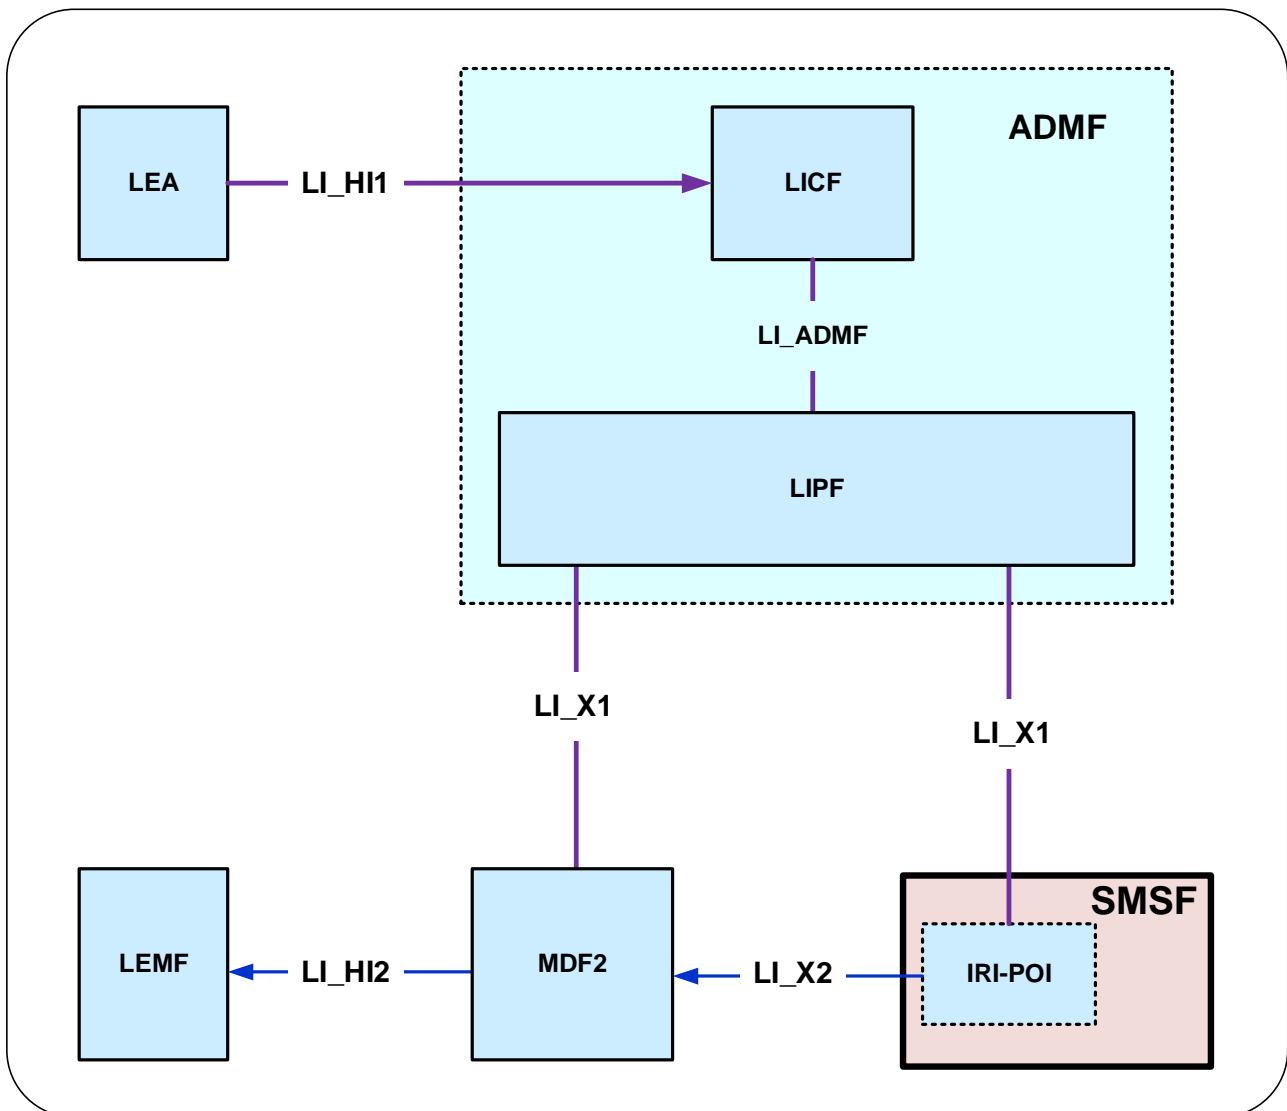 ADMF
LEA
LI_HI1
LICF
LI_ADMF
LIPF
LI_X1
LI_X1
SMSF
LEMF
LI_HI2
MDF2
LI_X2
IRI-POI